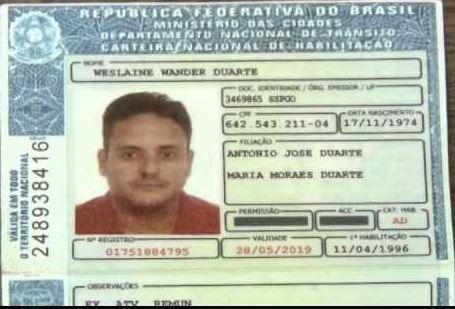 REPÚBLICA FEDERATIVA DO BRASIL
MINISTÉRIO DAS CIDADES
DEPARTAMENTO NACIONAL DE TRÂNSITO
CARTEIRA NACIONAL DE HABILITAÇÃO
NOME
WESLAINE WANDER DUARTE
DOC. IDENTIDADE / ÓRG. EMISSOR / UF
3469865 SSPGO
CPF
DATA NASCIMENTO
642.543.211-04
17/11/1974
FILIAÇÃO
ANTONIO JOSE DUARTE
MARIA MORAES DUARTE
PERMISSÃO
ACC
CAT. HAB.
AD
Nº REGISTRO
VALIDADE
1ª HABILITAÇÃO
01751884795
28/05/2019
11/04/1996
VÁLIDA EM TODO
O TERRITÓRIO NACIONAL
248938416
OBSERVAÇÕES
EX. ATV. REMUN